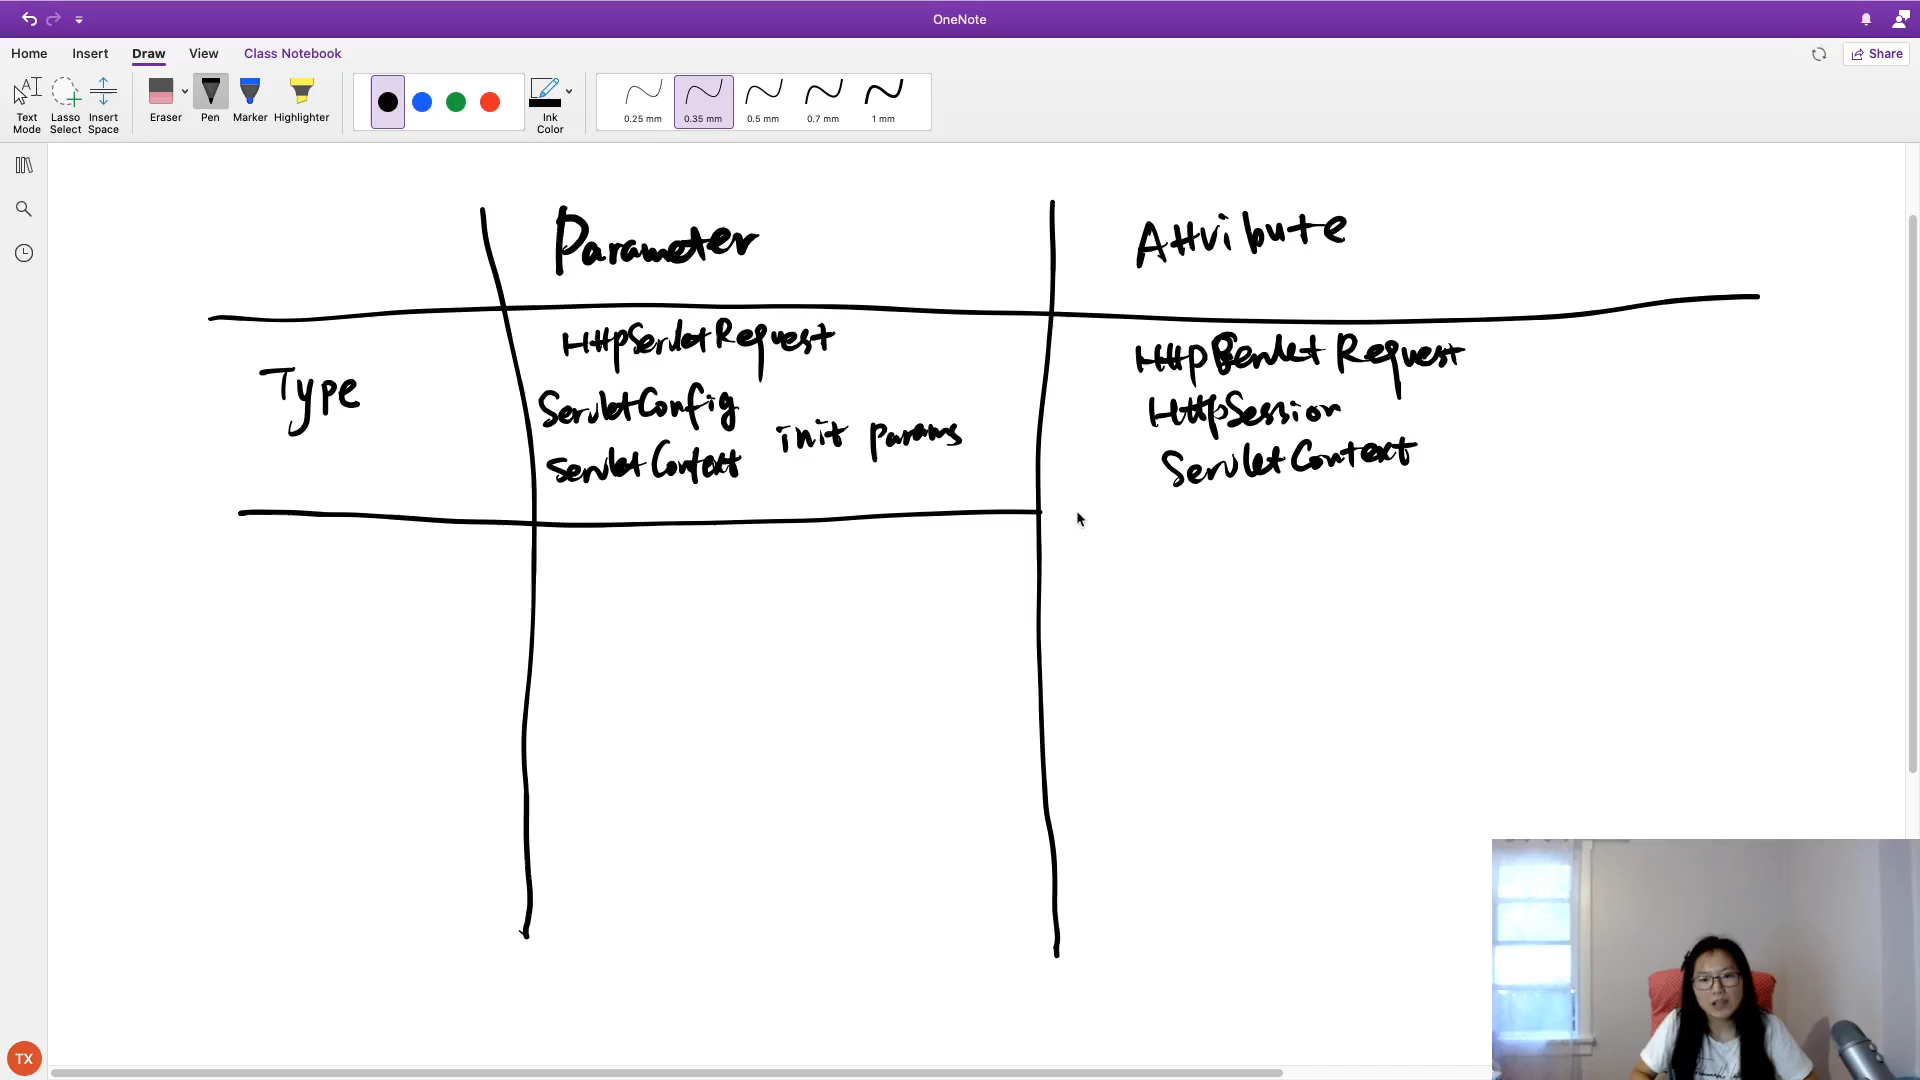 OneNote
Home Insert Draw View Class Notebook
Share
Text Mode
Lasso Select
Insert Space
Eraser
Pen
Marker
Highlighter
Ink Color
0.25 mm
0.35 mm
0.5 mm
0.7 mm
1 mm
Parameter
Attribute
Type
HttpServletRequest
ServletConfig
init params
ServletContext
HttpServletRequest
HttpSession
ServletContext
TX